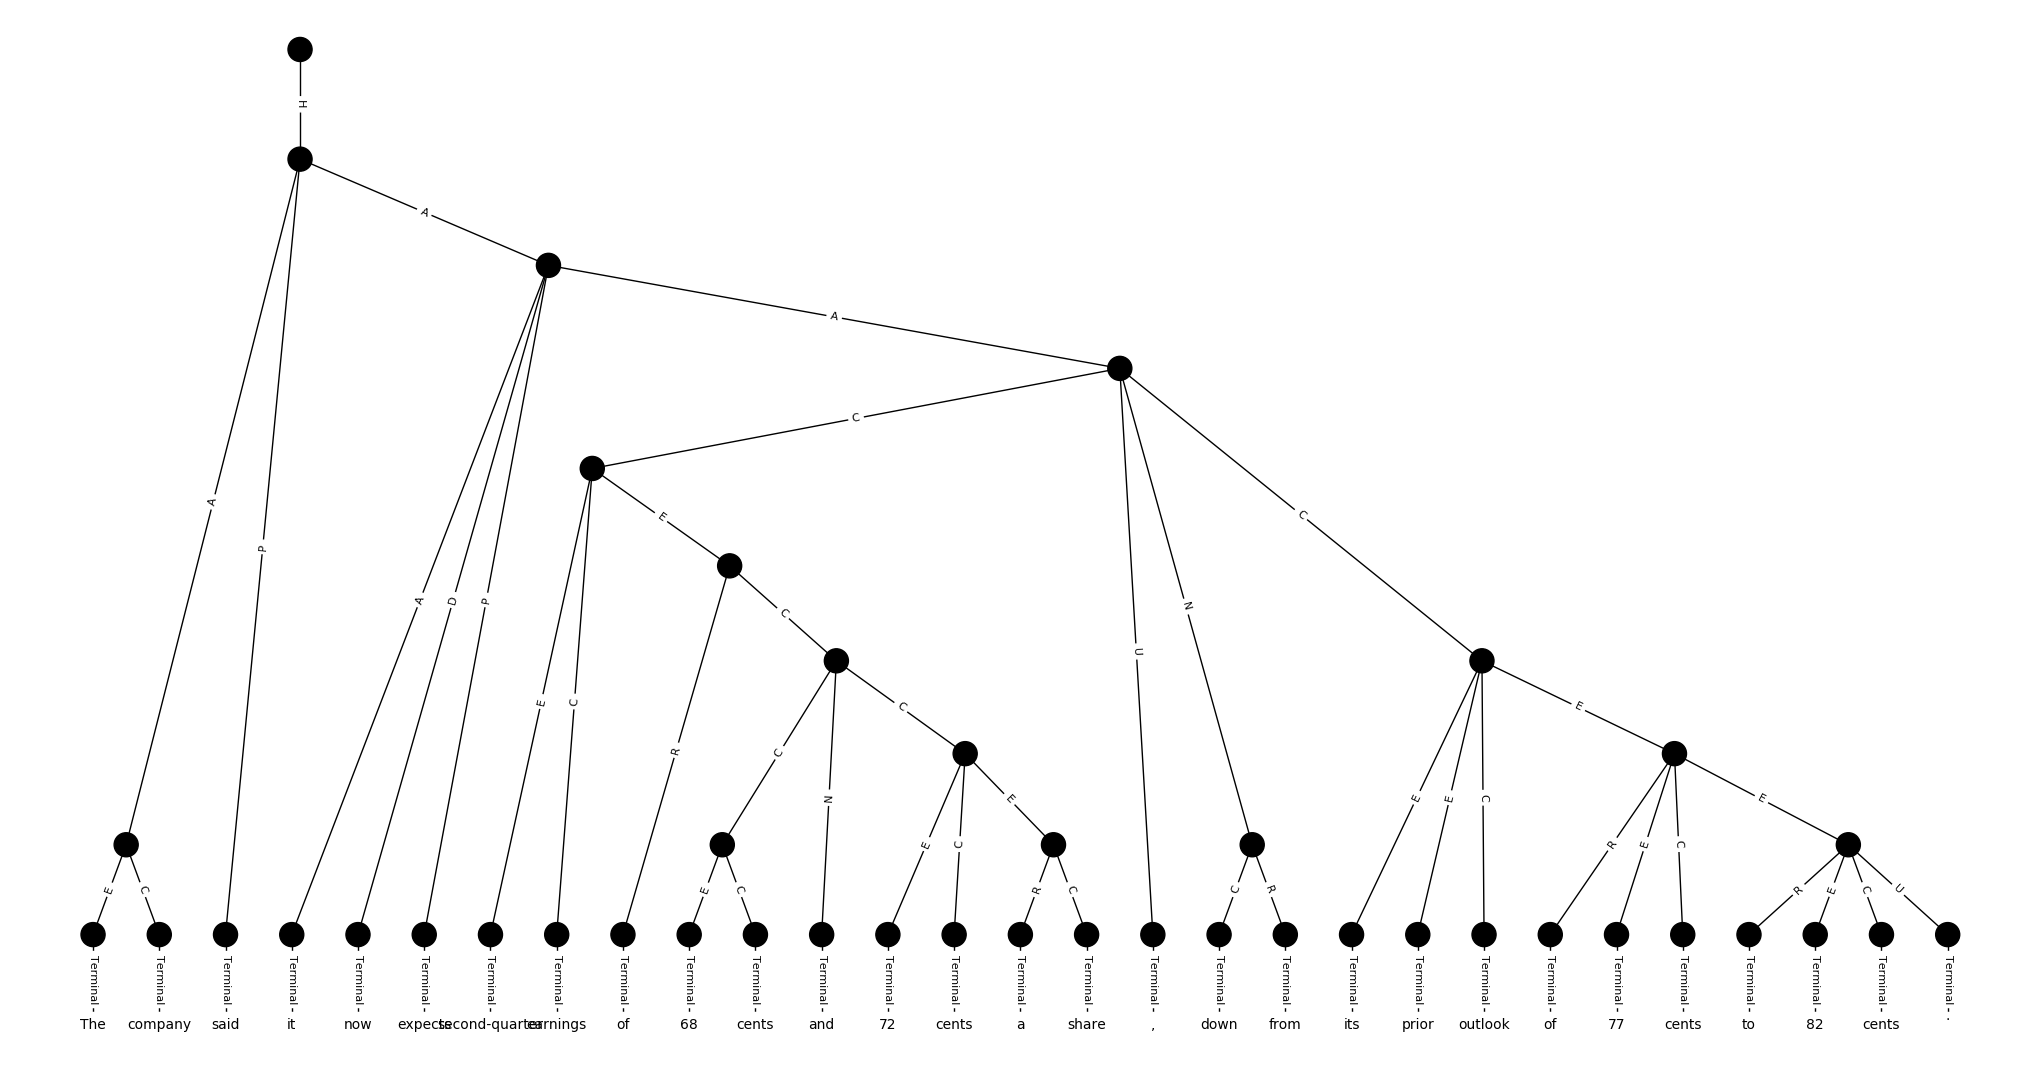 H
A
A
C
A
E
C
P
U
N
C
A
D
P
E
C
R
C
N
C
E
E
E
C
E
E
C
E
R
E
C
E
E
C
E
C
R
C
C
R
R
E
C
U
Terminal Terminal Terminal Terminal Terminal Terminal Terminal Terminal Terminal Terminal Terminal Terminal Terminal Terminal Terminal Terminal Terminal Terminal Terminal Terminal Terminal Terminal Terminal Terminal Terminal Terminal Terminal Terminal Terminal
The company said it now expects second-quarter earnings of 68 cents and 72 cents a share , down from its prior outlook of 77 cents to 82 cents .